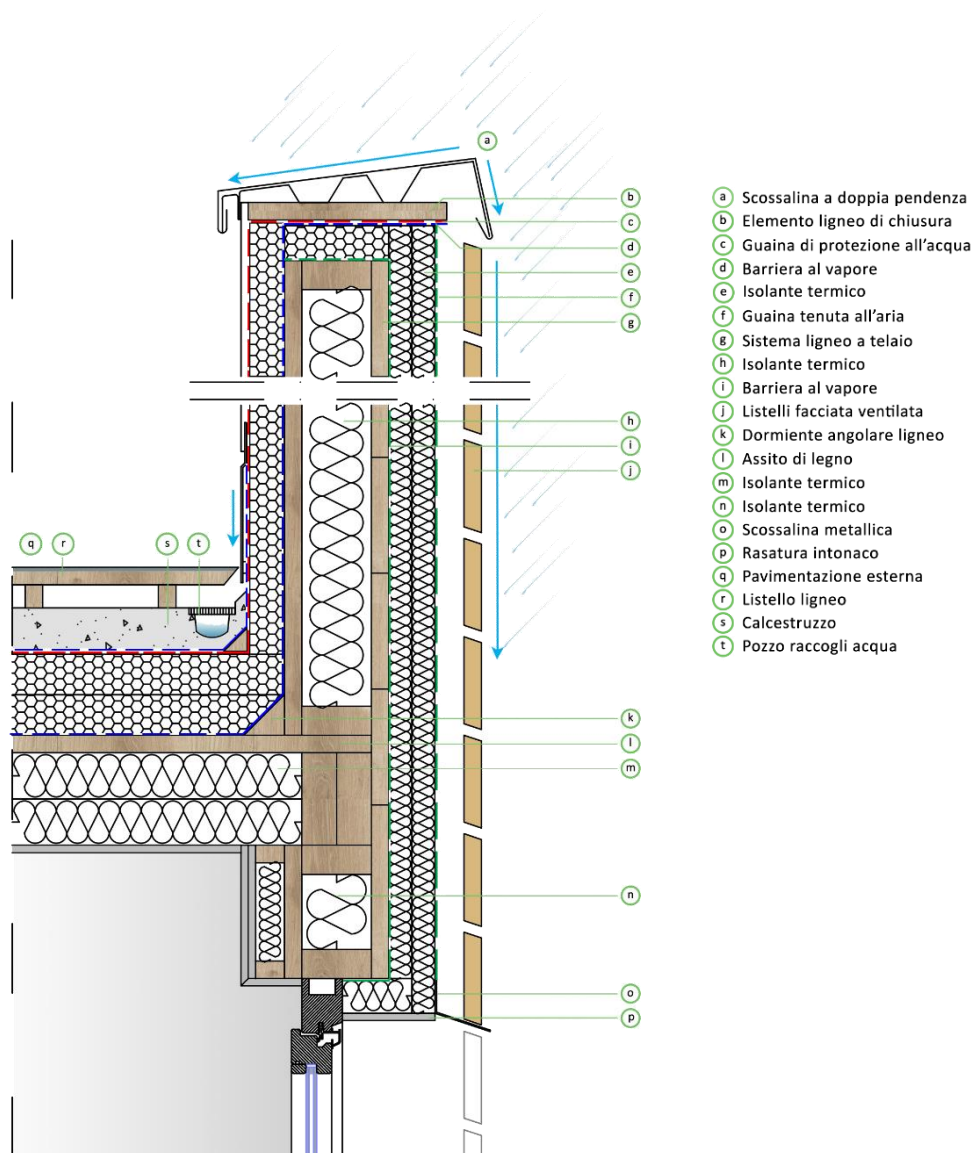 a
b
c
d
e
f
g
h
i
j
q r s t
k
l
m
n
o
p
a Scossalina a doppia pendenza
b Elemento ligneo di chiusura
c Guaina di protezione all'acqua
d Barriera al vapore
e Isolante termico
f Guaina tenuta all'aria
g Sistema ligneo a telaio
h Isolante termico
i Barriera al vapore
j Listelli facciata ventilata
k Dormiente angolare ligneo
l Assito di legno
m Isolante termico
n Isolante termico
o Scossalina metallica
p Rasatura intonaco
q Pavimentazione esterna
r Listello ligneo
s Calcestruzzo
t Pozzo raccogli acqua